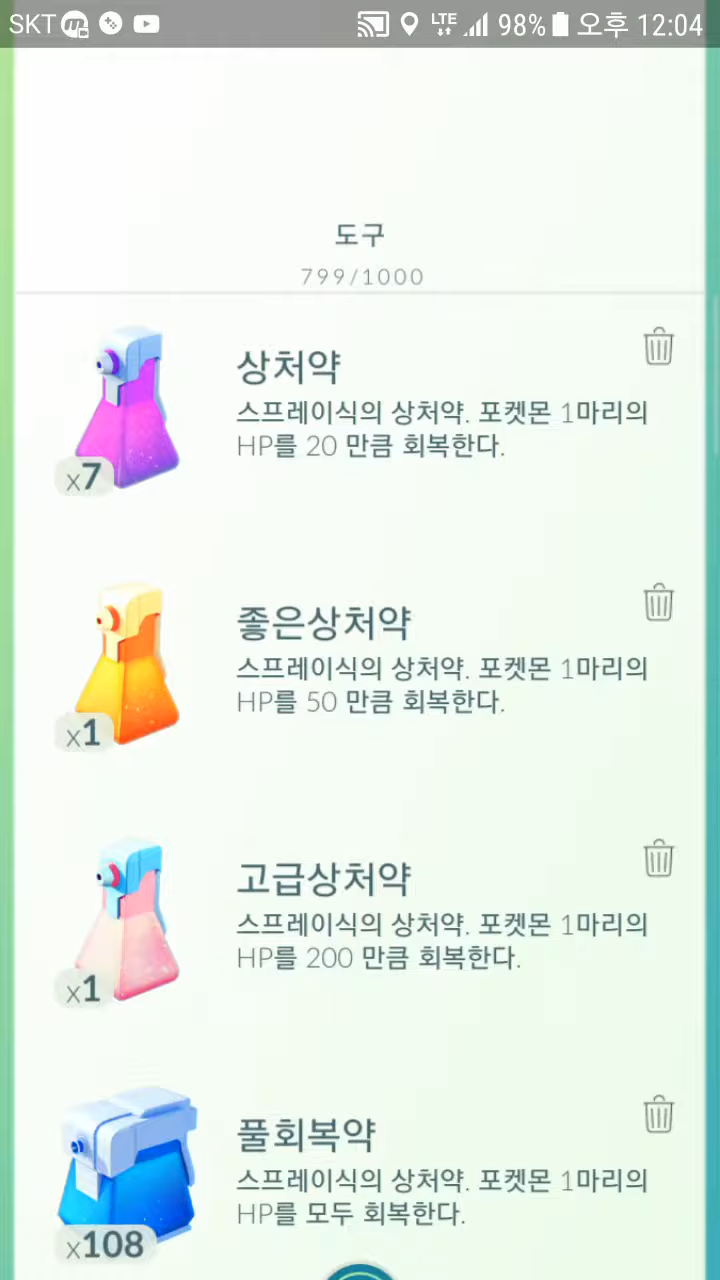 SKT LTE 98% 오후 12:04
도구
799/1000
상처약
스프레이식의 상처약. 포켓몬 1마리의
HP를 20 만큼 회복한다.
x7
좋은상처약
스프레이식의 상처약. 포켓몬 1마리의
HP를 50 만큼 회복한다.
x1
고급상처약
스프레이식의 상처약. 포켓몬 1마리의
HP를 200 만큼 회복한다.
x1
풀회복약
스프레이식의 상처약. 포켓몬 1마리의
HP를 모두 회복한다.
x108